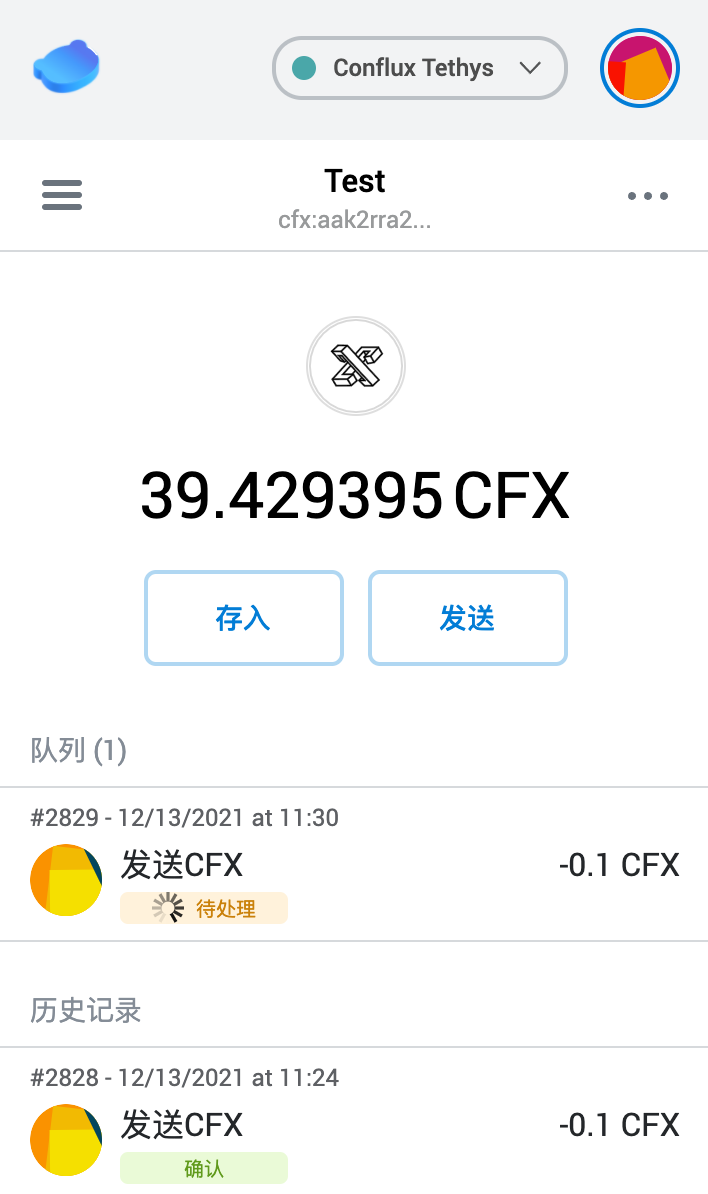 Conflux Tethys
Test
cfx:aak2rra2...
39.429395 CFX
存入
发送
队列 (1)
#2829 - 12/13/2021 at 11:30
发送CFX
-0.1 CFX
待处理
历史记录
#2828 - 12/13/2021 at 11:24
发送CFX
-0.1 CFX
确认